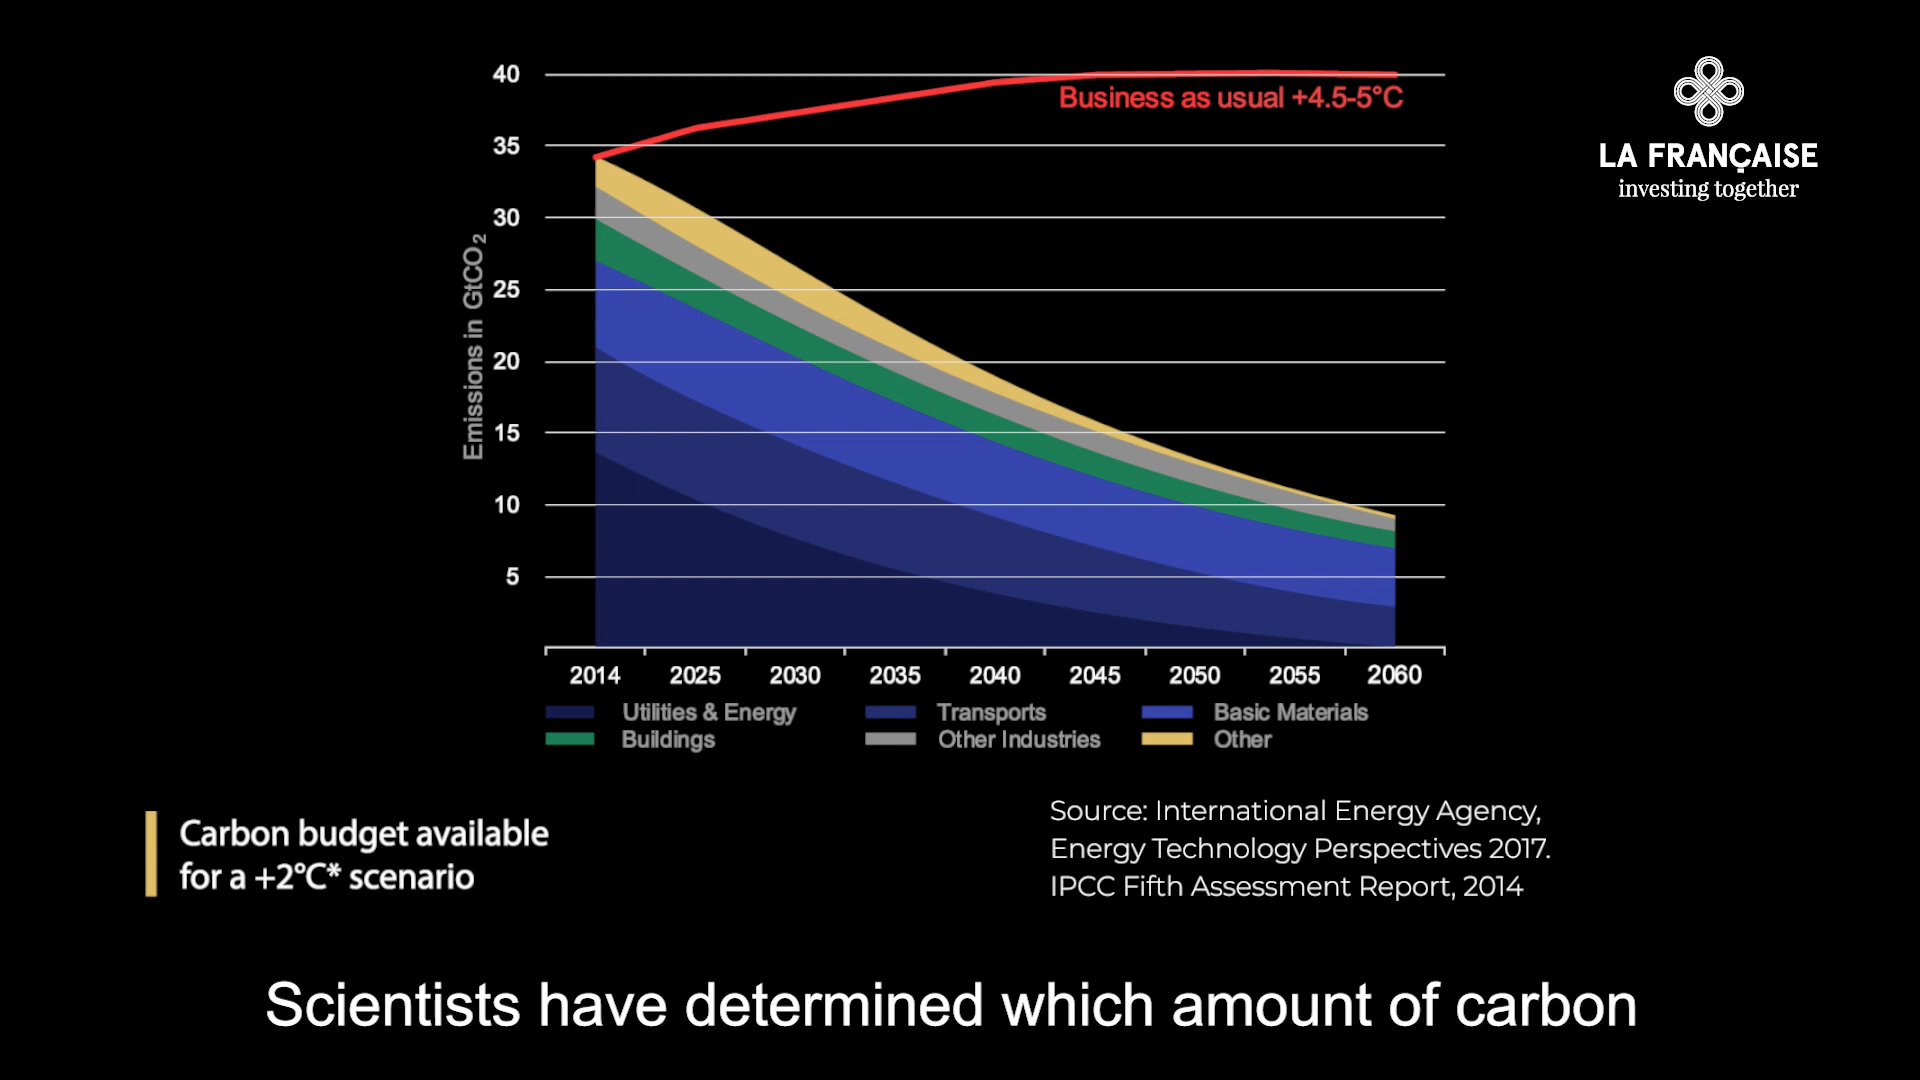 40
Business as usual +4.5-5°C
35
30
25
20
15
10
5
Emissions in GtCO₂
2014 2025 2030 2035 2040 2045 2050 2055 2060
Utilities & Energy Transports Basic Materials
Buildings Other Industries Other
LA FRANÇAISE
investing together
Carbon budget available
for a +2°C* scenario
Source: International Energy Agency,
Energy Technology Perspectives 2017.
IPCC Fifth Assessment Report, 2014
Scientists have determined which amount of carbon